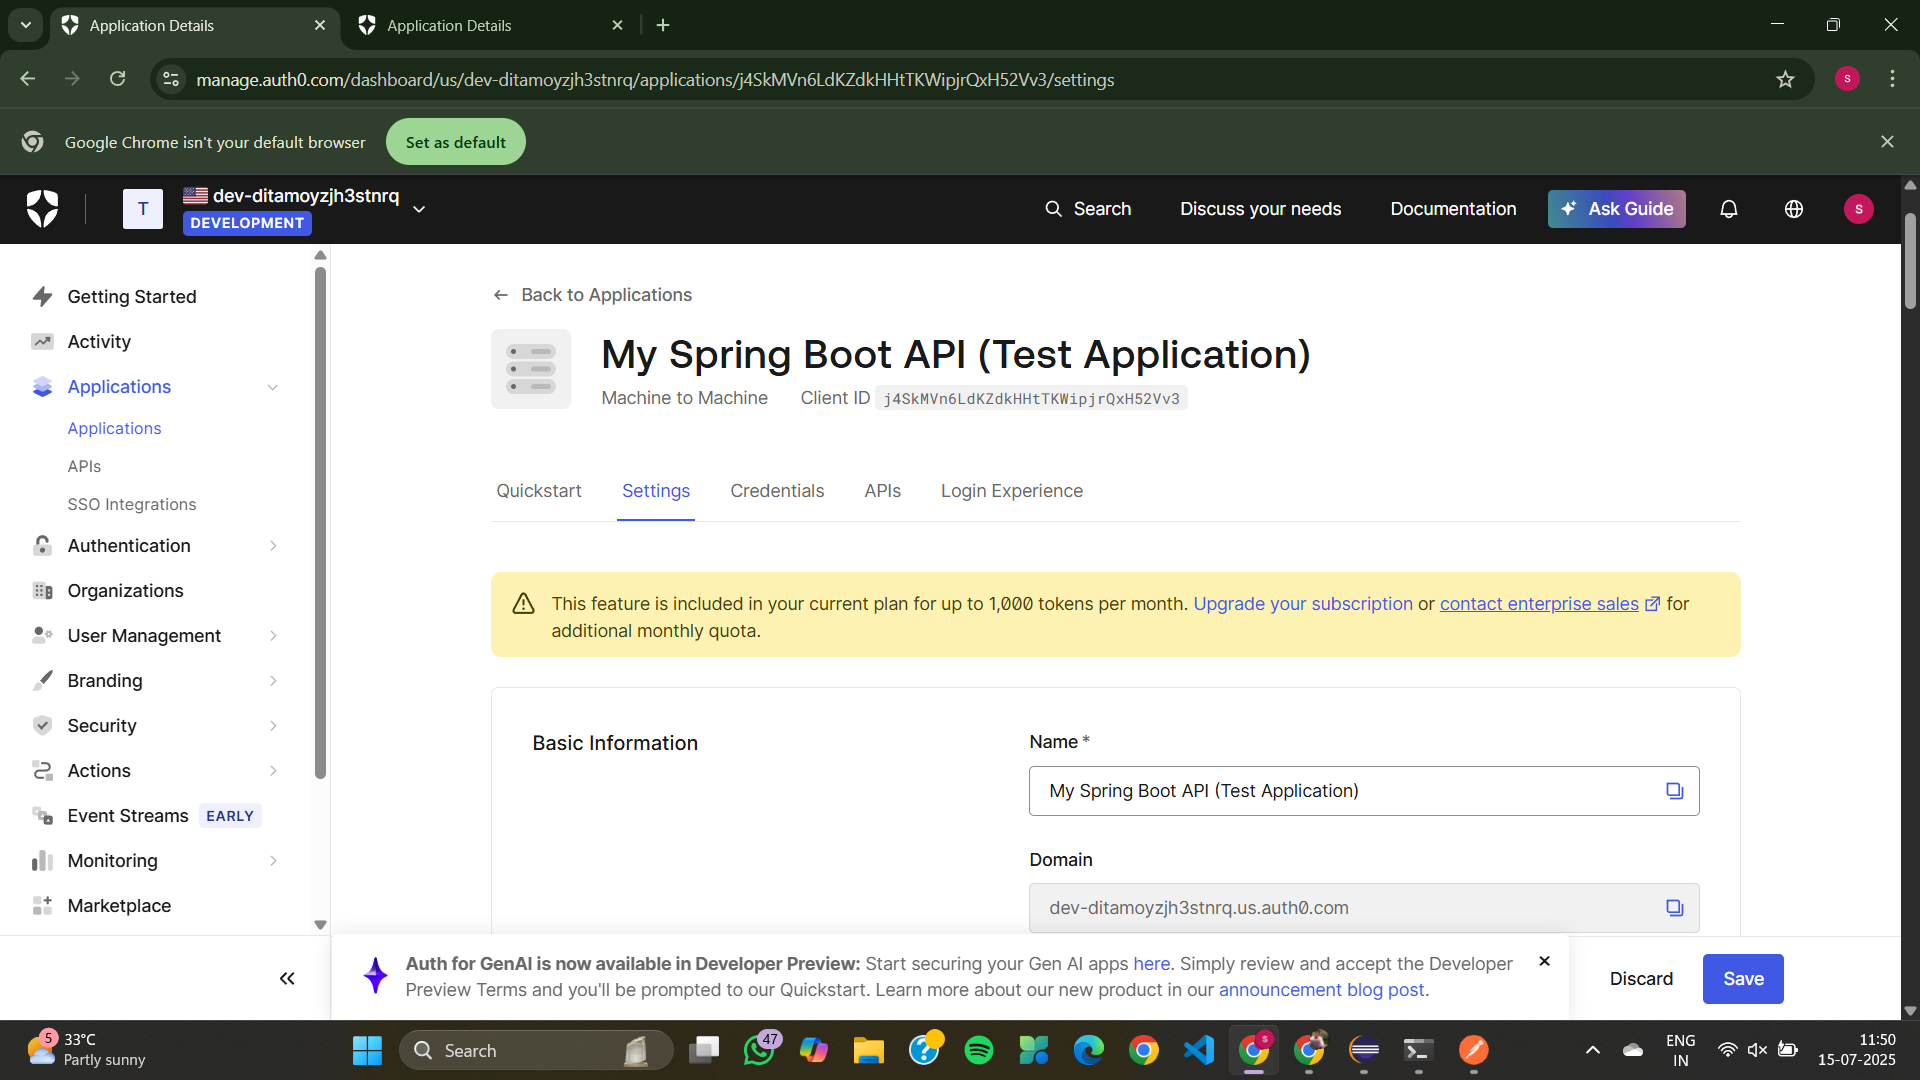 Application Details
Application Details
manage.auth0.com/dashboard/us/dev-ditamoyzjh3stnrq/applications/j4SkMVn6LdKZdkHHtTKWipjrQxH52Vv3/settings
S
Google Chrome isn't your default browser
Set as default
T
dev-ditamoyzjh3stnrq
DEVELOPMENT
Search
Discuss your needs
Documentation
Ask Guide
S
Getting Started
Activity
Applications
Applications
APIs
SSO Integrations
Authentication
Organizations
User Management
Branding
Security
Actions
Event Streams EARLY
Monitoring
Marketplace
Back to Applications
My Spring Boot API (Test Application)
Machine to Machine Client ID j4SkMVn6LdKZdkHHtTKWipjrQxH52Vv3
Quickstart Settings Credentials APIs Login Experience
This feature is included in your current plan for up to 1,000 tokens per month. Upgrade your subscription or contact enterprise sales for
additional monthly quota.
Basic Information
Name *
My Spring Boot API (Test Application)
Domain
dev-ditamoyzjh3stnrq.us.auth0.com
Auth for GenAI is now available in Developer Preview: Start securing your Gen AI apps here. Simply review and accept the Developer
Preview Terms and you'll be prompted to our Quickstart. Learn more about our new product in our announcement blog post.
Discard
Save
5
33°C
Partly sunny
Search
47
S
ENG
IN
11:50
15-07-2025